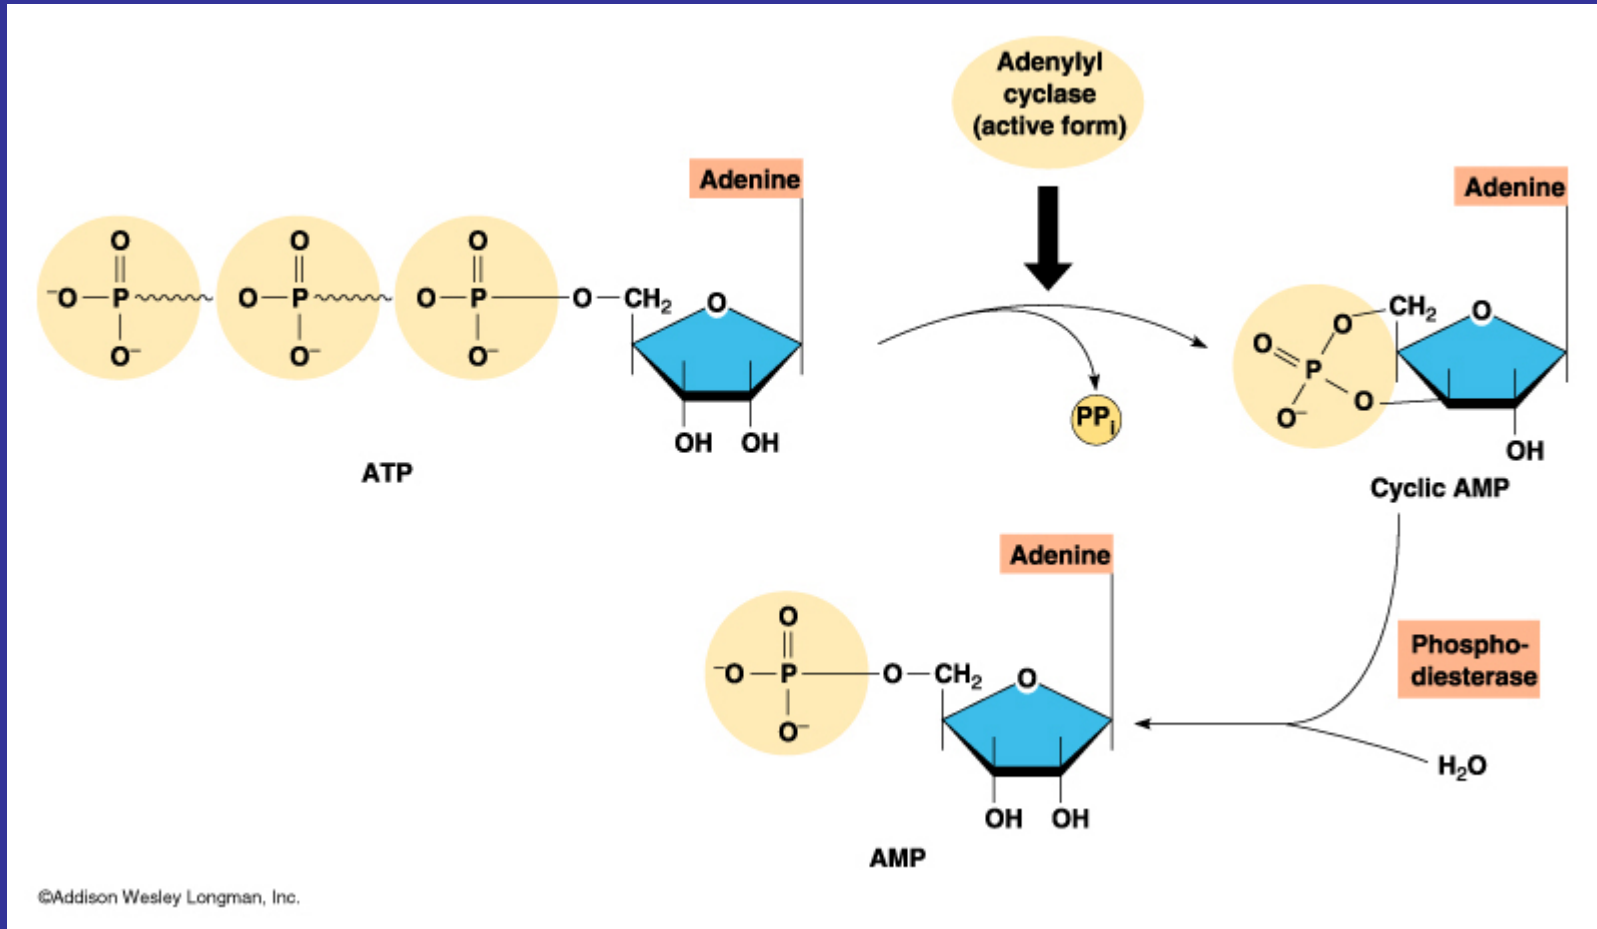 Adenylyl
cyclase
(active form)
Adenine
Adenine
O
O
O
⁻O P O P O P O CH₂ O
O⁻
O⁻
O⁻
OH OH
ATP
PPᵢ
O CH₂ O
O P
O⁻ O
OH
Cyclic AMP
Adenine
O
⁻O P O CH₂ O
O⁻
OH OH
AMP
Phospho-
diesterase
H₂O
©Addison Wesley Longman, Inc.